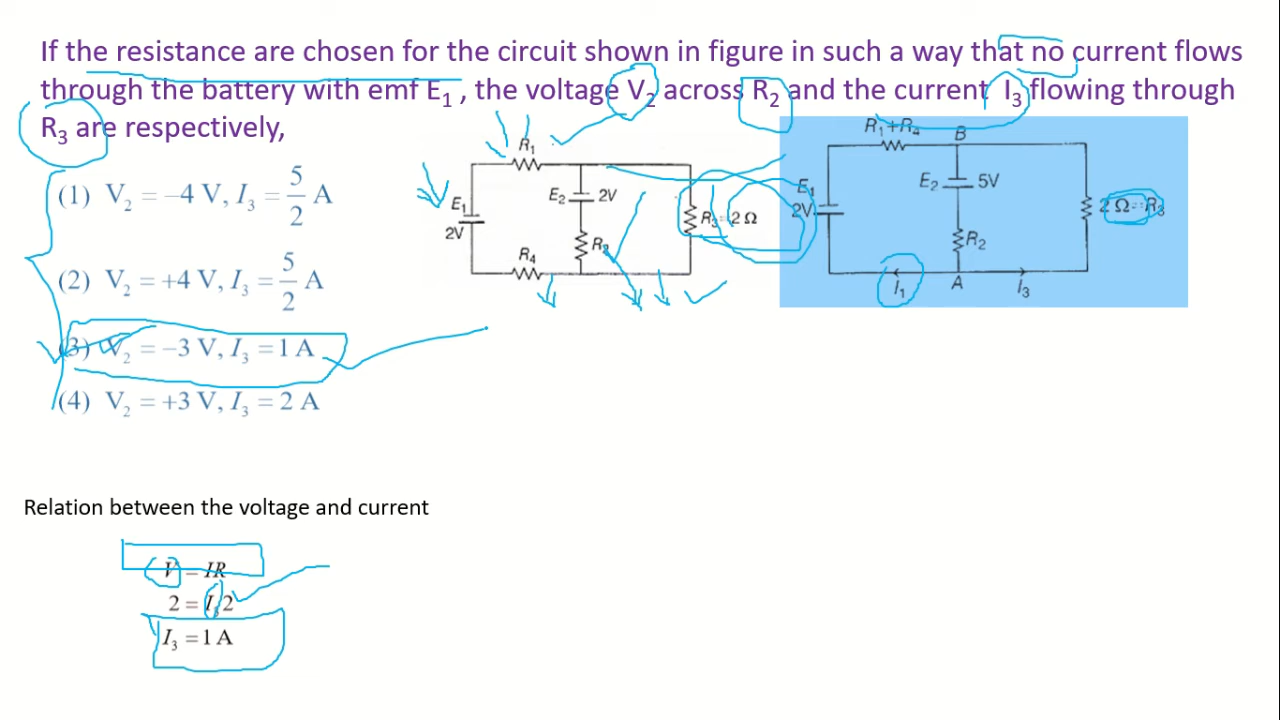 If the resistance are chosen for the circuit shown in figure in such a way that no current flows
through the battery with emf E₁ , the voltage V₂ across R₂ and the current I₃ flowing through
R₃ are respectively,
(1) V₂ = −4 V, I₃ = 5/2 A
(2) V₂ = +4 V, I₃ = 5/2 A
(3) V₂ = −3 V, I₃ = 1 A
(4) V₂ = +3 V, I₃ = 2 A
R₁
E₁
2V
E₂ 2V
R₂
R₃=2 Ω
R₄
R₁+R₄ B
E₁
2V
E₂ 5V
R₂
2 Ω=R₃
I₁ A I₃
Relation between the voltage and current
V = IR
2 = I₃2
I₃ = 1 A